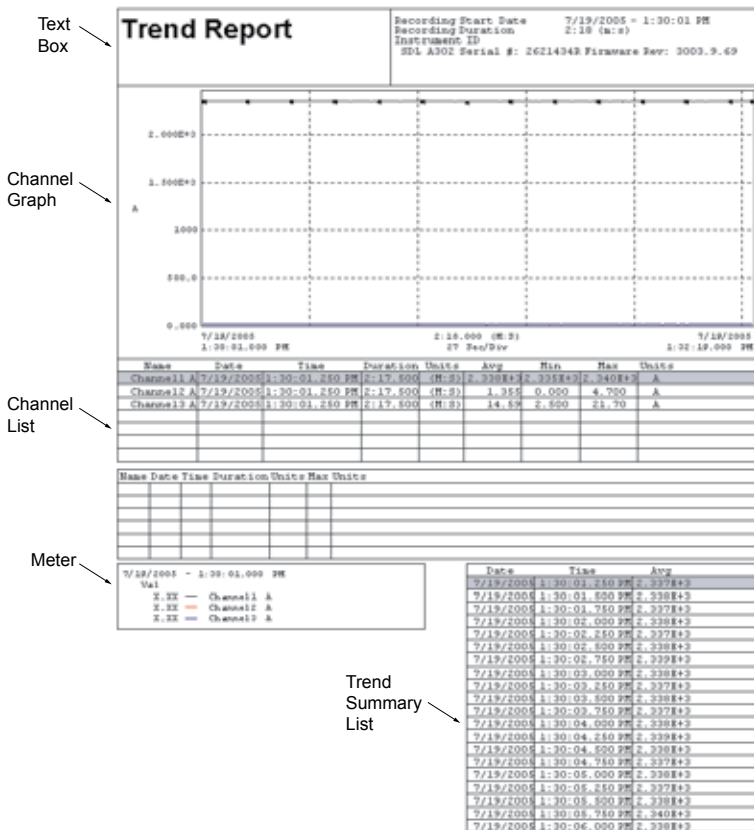 Text
Box
Trend Report
Recording Start Date 7/19/2005 - 1:30:01 PM
Recording Duration 2:18 (m:s)
Instrument ID
SDL A302 Serial #: 2621434R Firmware Rev: 3003.9.69
Channel
Graph
2.000E+3
1.500E+3
A
1000
500.0
0.000
7/19/2005 2:18.000 (M:S) 7/19/2005
1:30:01.000 PM 27 Sec/Div 1:32:19.000 PM
Name Date Time Duration Units Avg Min Max Units
Channel1 A 7/19/2005 1:30:01.250 PM 2:17.500 (M:S) 2.338E+3 2.335E+3 2.340E+3 A
Channel2 A 7/19/2005 1:30:01.250 PM 2:17.500 (M:S) 1.355 0.000 4.700 A
Channel3 A 7/19/2005 1:30:01.250 PM 2:17.500 (M:S) 14.59 2.500 21.70 A
Channel
List
Name Date Time Duration Units Max Units
Meter
7/19/2005 - 1:30:01.000 PM
Val
X.XX — Channel1 A
X.XX — Channel2 A
X.XX — Channel3 A
Date Time Avg
7/19/2005 1:30:01.250 PM 2.337E+3
7/19/2005 1:30:01.500 PM 2.338E+3
7/19/2005 1:30:01.750 PM 2.337E+3
7/19/2005 1:30:02.000 PM 2.338E+3
7/19/2005 1:30:02.250 PM 2.337E+3
7/19/2005 1:30:02.500 PM 2.338E+3
7/19/2005 1:30:02.750 PM 2.339E+3
7/19/2005 1:30:03.000 PM 2.338E+3
7/19/2005 1:30:03.250 PM 2.337E+3
7/19/2005 1:30:03.500 PM 2.338E+3
7/19/2005 1:30:03.750 PM 2.337E+3
7/19/2005 1:30:04.000 PM 2.338E+3
7/19/2005 1:30:04.250 PM 2.339E+3
7/19/2005 1:30:04.500 PM 2.338E+3
7/19/2005 1:30:04.750 PM 2.337E+3
7/19/2005 1:30:05.000 PM 2.338E+3
7/19/2005 1:30:05.250 PM 2.337E+3
7/19/2005 1:30:05.500 PM 2.338E+3
7/19/2005 1:30:05.750 PM 2.340E+3
7/19/2005 1:30:06.000 PM 2.338E+3
Trend
Summary
List